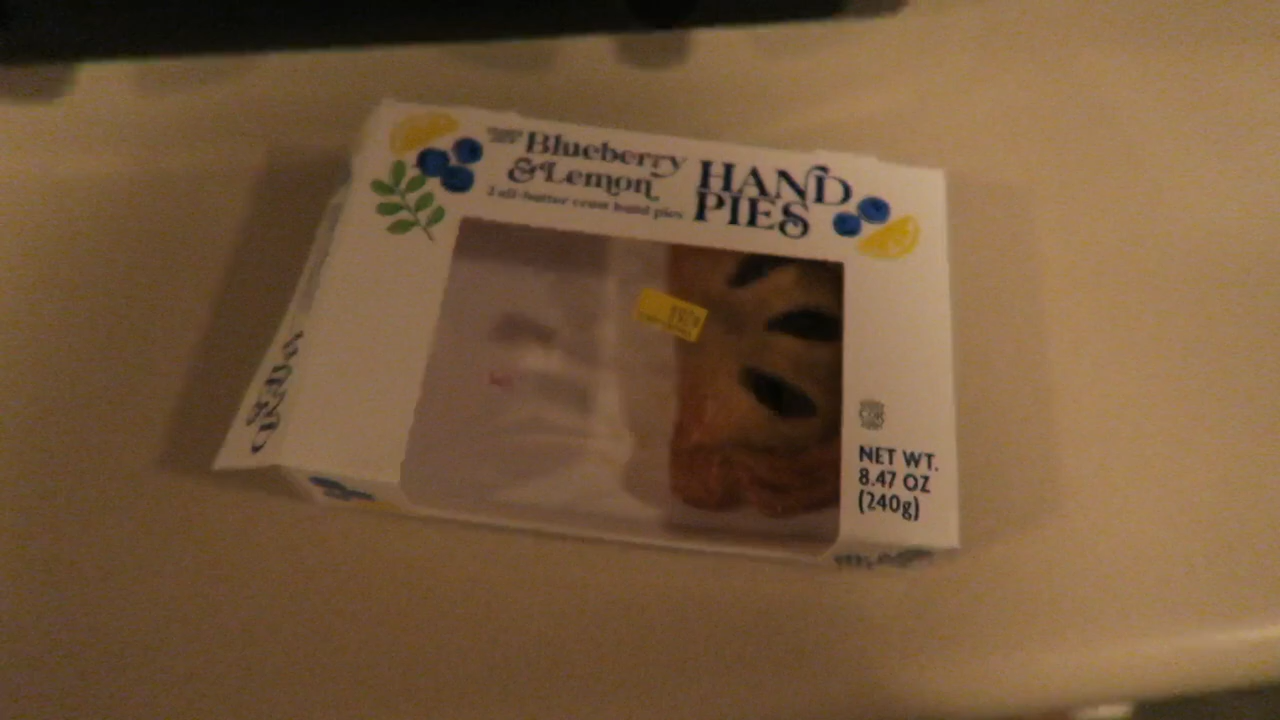 Blueberry
& Lemon
HAND
PIES
2 all-butter crust hand pies
NET WT.
8.47 OZ
(240g)